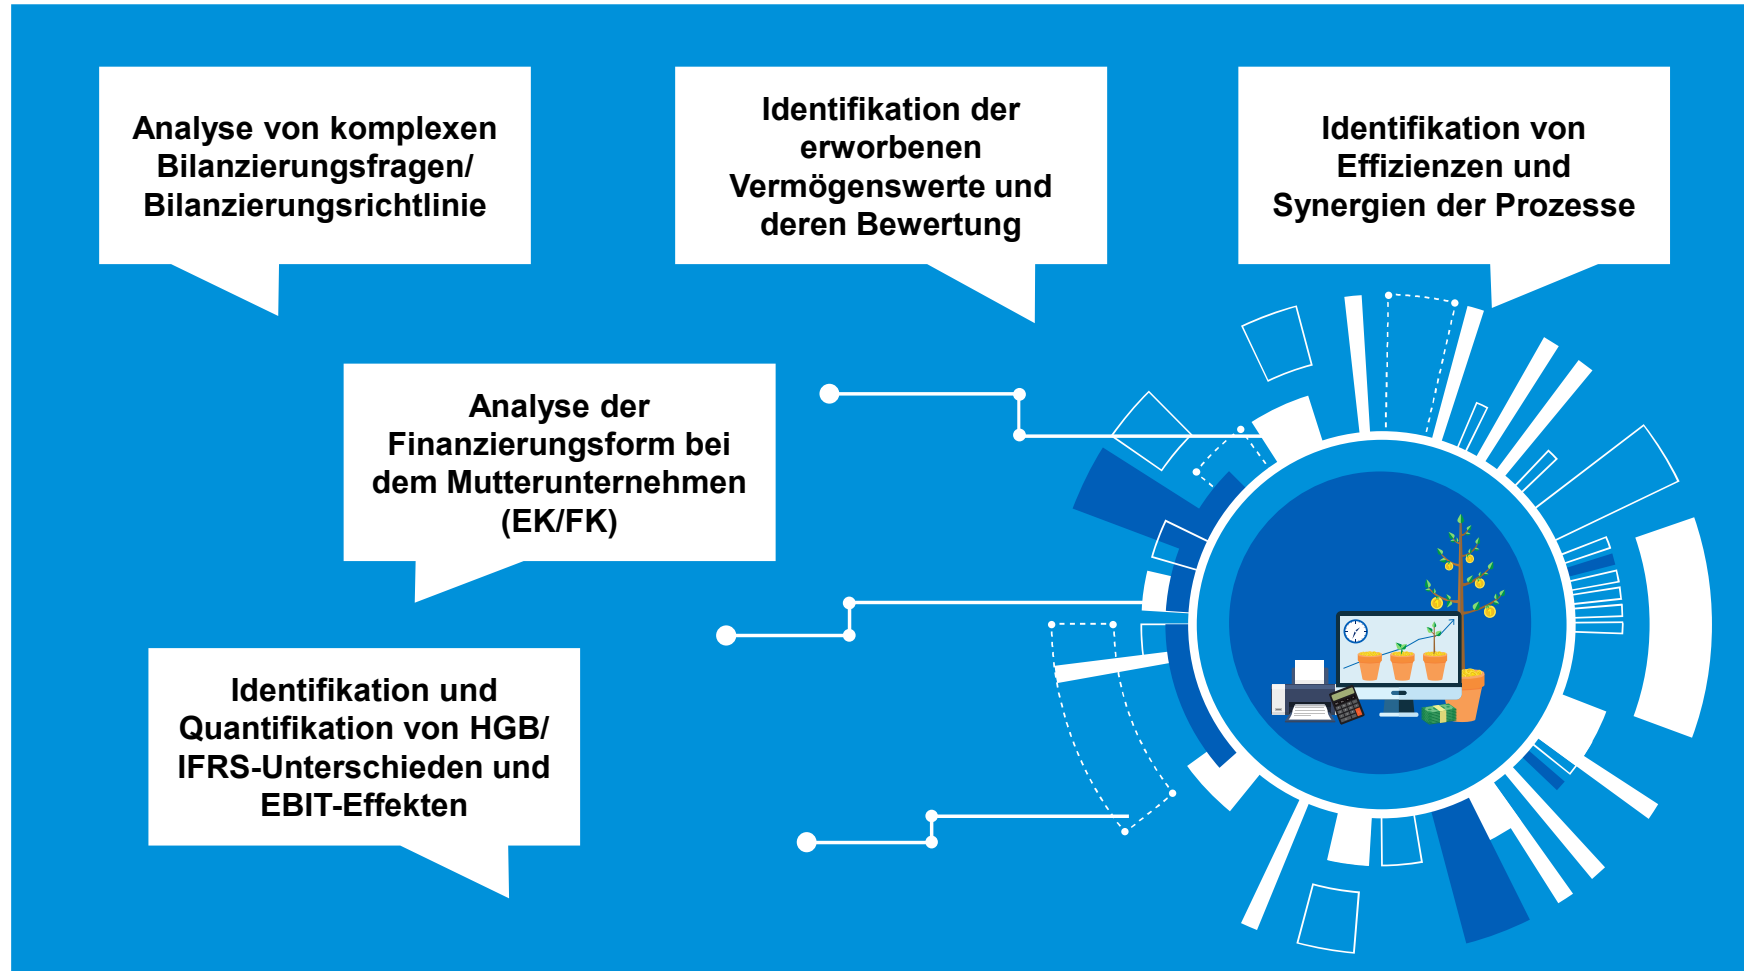 Analyse von komplexen
Bilanzierungsfragen/
Bilanzierungsrichtlinie
Identifikation der
erworbenen
Vermögenswerte und
deren Bewertung
Identifikation von
Effizienzen und
Synergien der Prozesse
Analyse der
Finanzierungsform bei
dem Mutterunternehmen
(EK/FK)
Identifikation und
Quantifikation von HGB/
IFRS-Unterschieden und
EBIT-Effekten